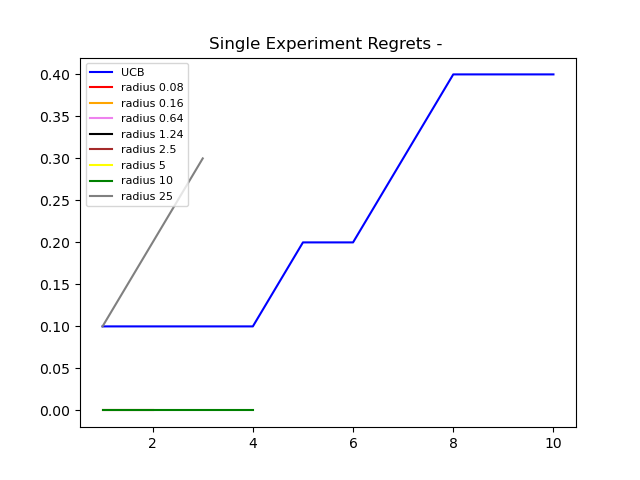 Single Experiment Regrets -
0.40
0.35
0.30
0.25
0.20
0.15
0.10
0.05
0.00
UCB
radius 0.08
radius 0.16
radius 0.64
radius 1.24
radius 2.5
radius 5
radius 10
radius 25
2 4 6 8 10